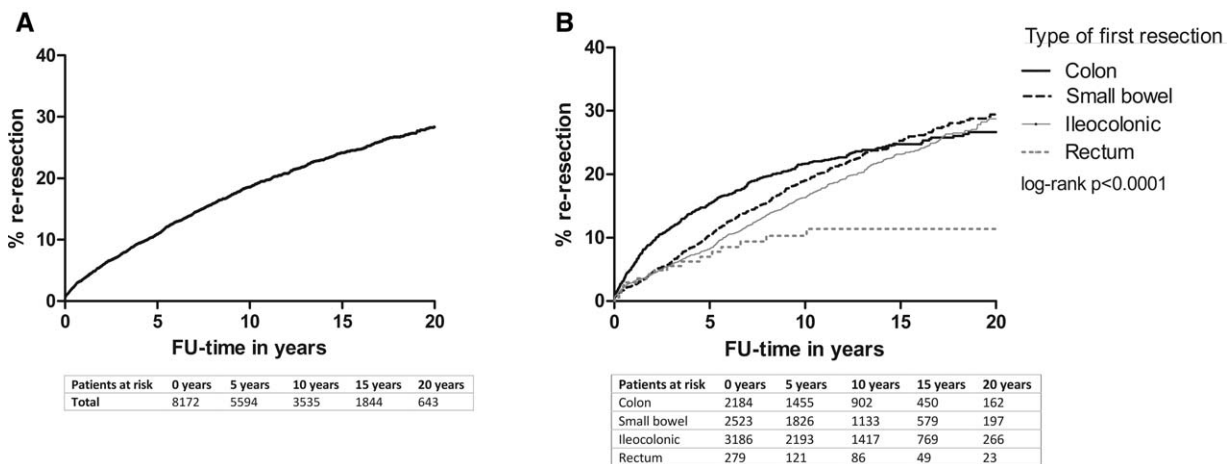 A
40
30
20
10
0
% re-resection
0 5 10 15 20
FU-time in years
Patients at risk 0 years 5 years 10 years 15 years 20 years
Total 8172 5594 3535 1844 643
B
40
30
20
10
0
% re-resection
0 5 10 15 20
FU-time in years
Type of first resection
Colon
Small bowel
Ileocolonic
Rectum
log-rank p<0.0001
Patients at risk 0 years 5 years 10 years 15 years 20 years
Colon 2184 1455 902 450 162
Small bowel 2523 1826 1133 579 197
Ileocolonic 3186 2193 1417 769 266
Rectum 279 121 86 49 23